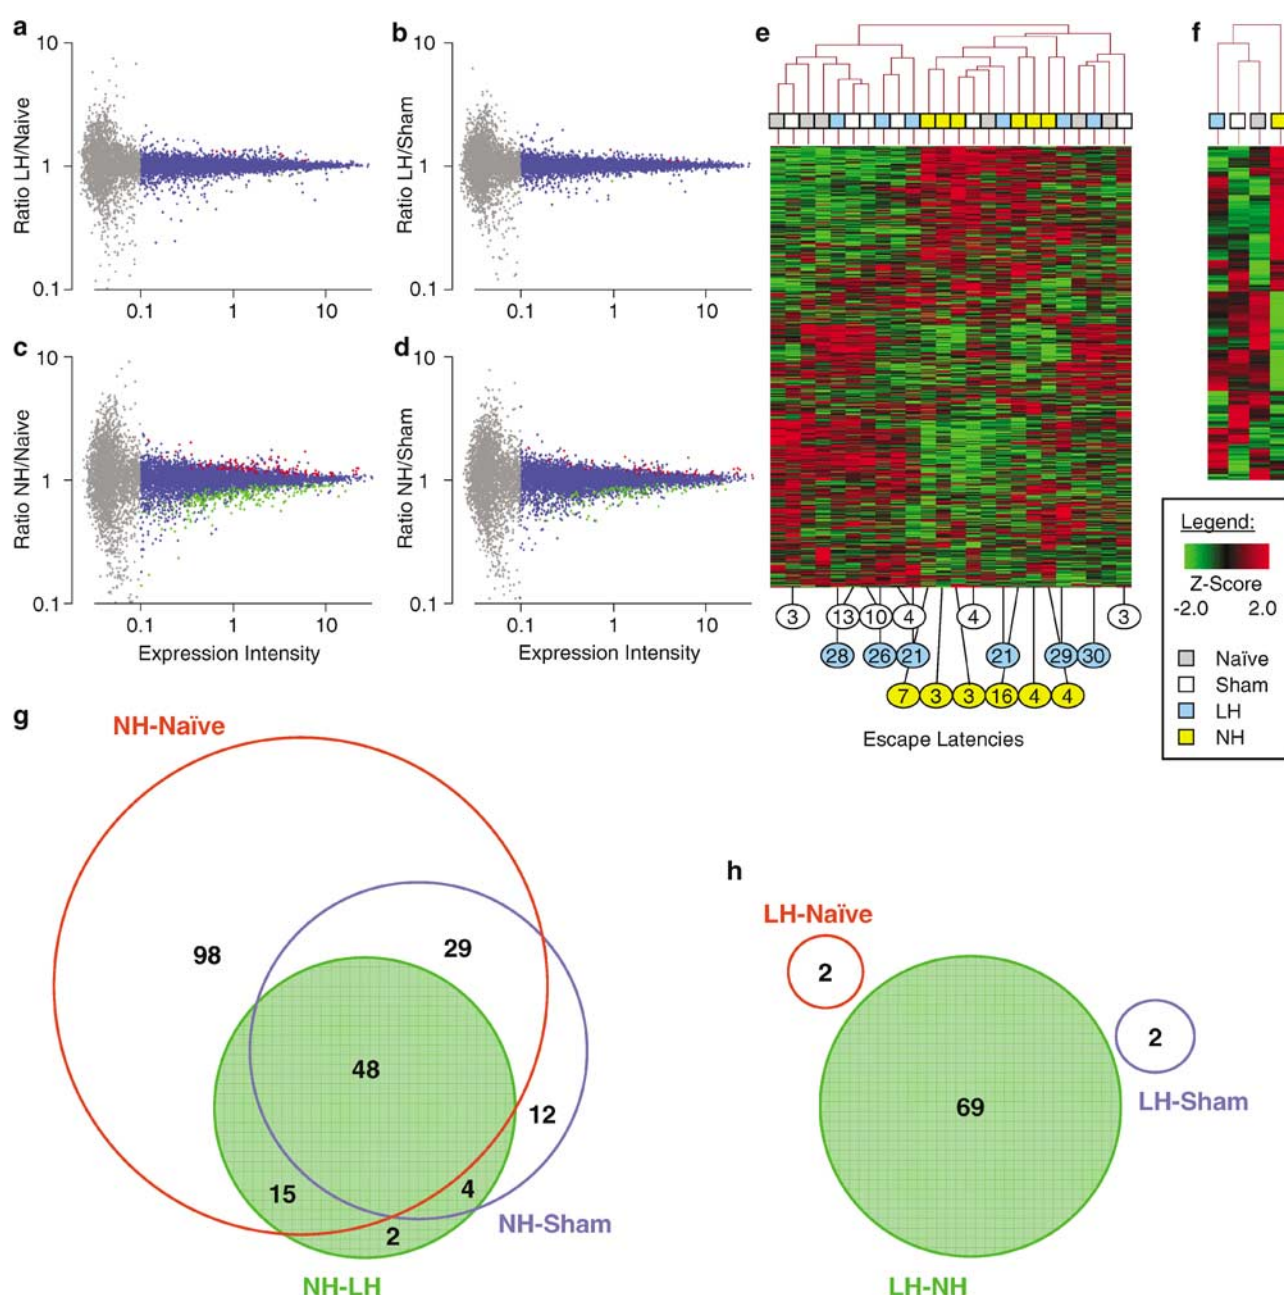 a
10
Ratio LH/Naive
1
0.1
0.1
1
10
b
10
Ratio LH/Sham
1
0.1
0.1
1
10
c
10
Ratio NH/Naive
1
0.1
0.1
1
10
Expression Intensity
d
10
Ratio NH/Sham
1
0.1
0.1
1
10
Expression Intensity
e
3
13
10
4
4
3
28
26
21
21
29
30
7
3
3
16
4
4
Escape Latencies
f
Legend:
Z-Score
-2.0 2.0
Naïve
Sham
LH
NH
g
NH-Naïve
98
29
48
12
15
4
2
NH-Sham
NH-LH
h
LH-Naïve
2
2
LH-Sham
69
LH-NH